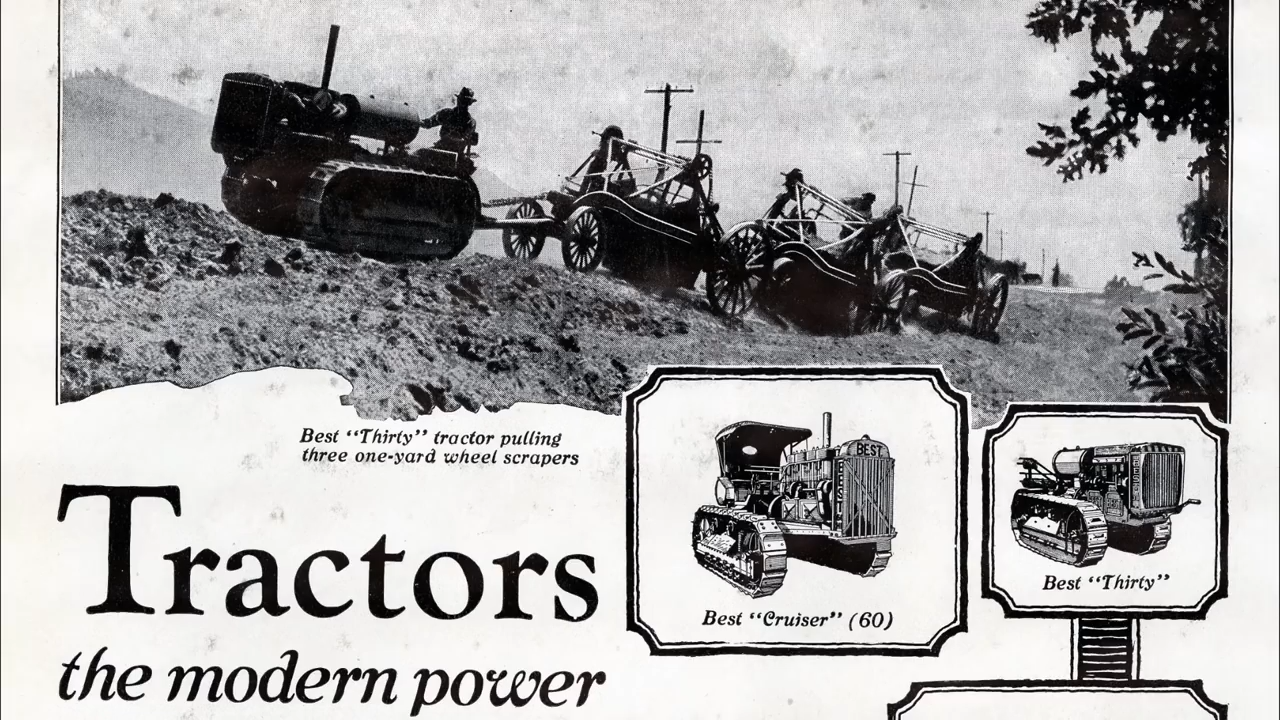 Best “Thirty” tractor pulling
three one-yard wheel scrapers
Tractors
the modern power
BEST
BEST
Best “Cruiser” (60)
Best “Thirty”